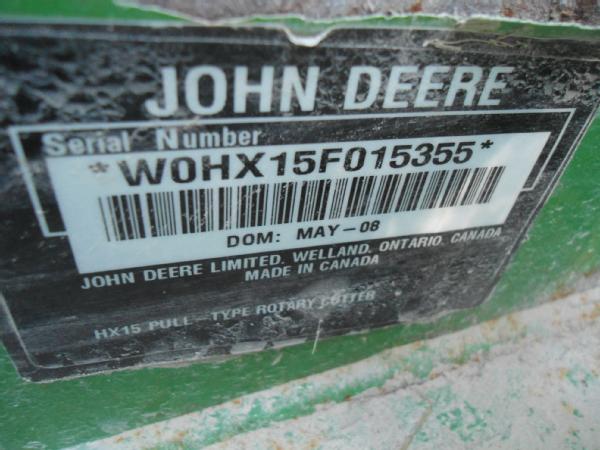 JOHN DEERE
Serial Number
*W0HX15F015355*
DOM: MAY-08
JOHN DEERE LIMITED. WELLAND. ONTARIO. CANADA
MADE IN CANADA
HX15 PULL-TYPE ROTARY CUTTER